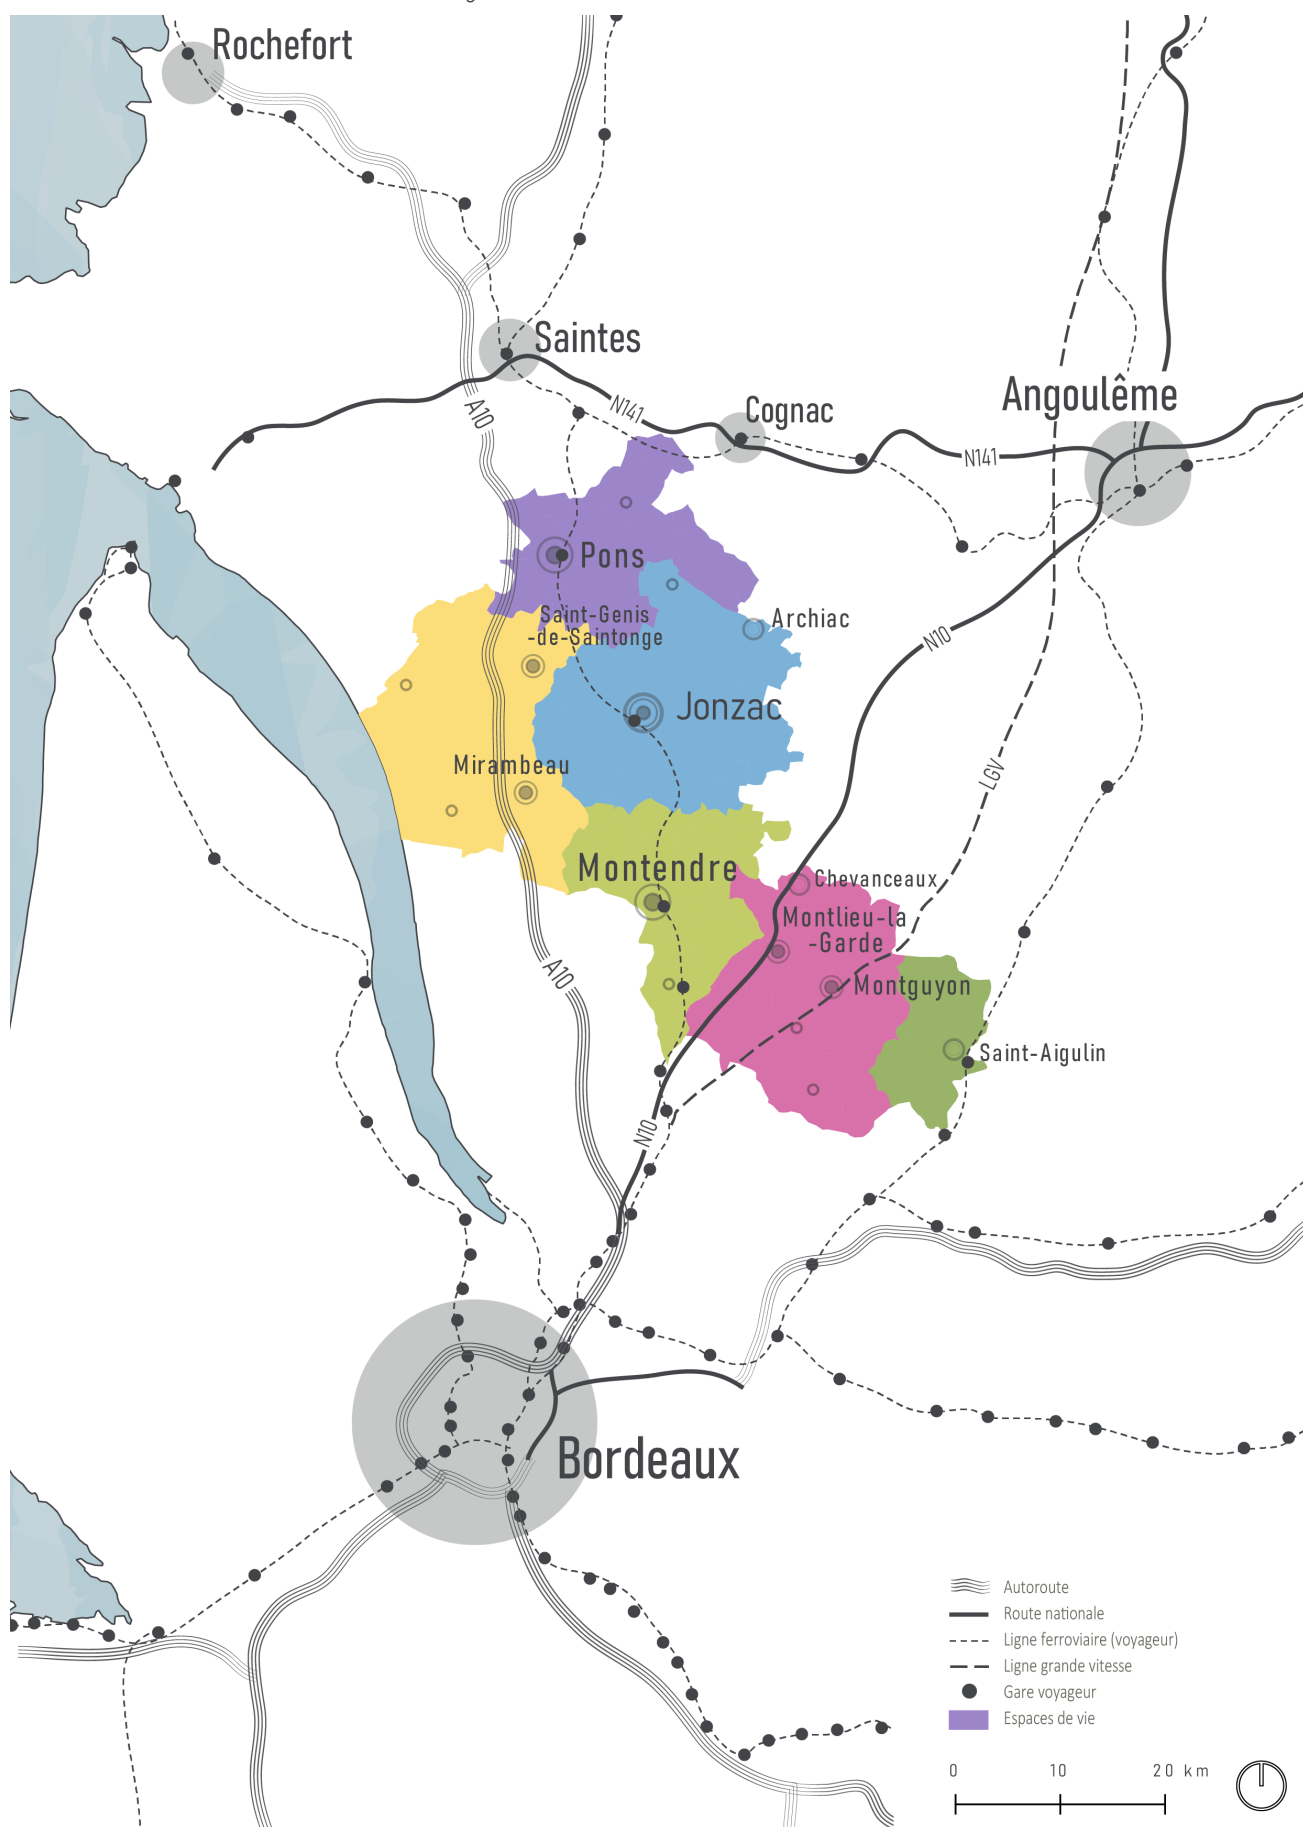 Rochefort
Saintes
A10
N141
Cognac
Angoulême
N141
Pons
Saint-Genis
-de-Saintonge
Archiac
N10
Jonzac
Mirambeau
LGV
Montendre
Chevanceaux
Montlieu-la
-Garde
A10
Montguyon
Saint-Aigulin
N10
Bordeaux
Autoroute
Route nationale
Ligne ferroviaire (voyageur)
Ligne grande vitesse
Gare voyageur
Espaces de vie
0 10 20 km